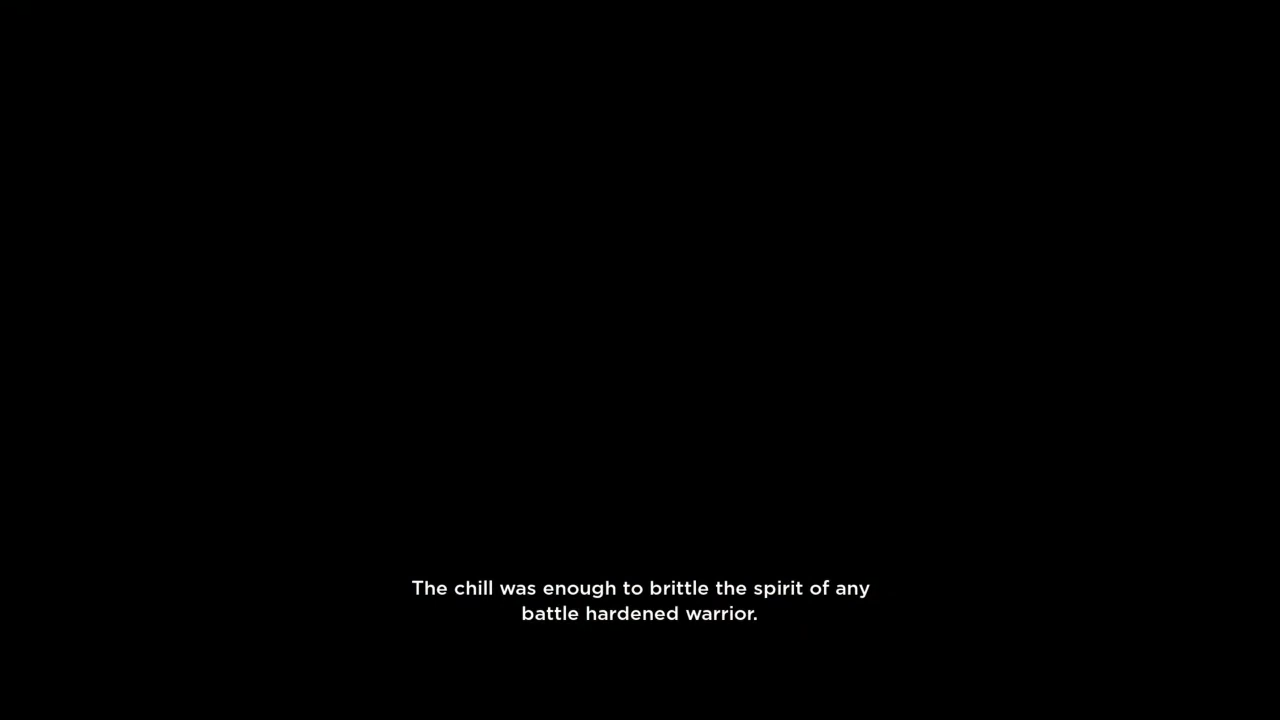 The chill was enough to brittle the spirit of any
battle hardened warrior.